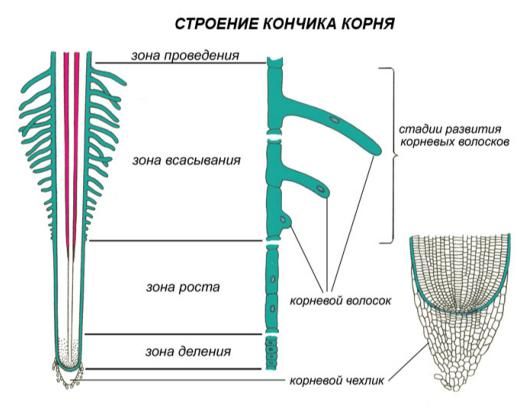 СТРОЕНИЕ КОНЧИКА КОРНЯ
зона проведения
стадии развития
корневых волосков
зона всасывания
зона роста
корневой волосок
зона деления
корневой чехлик